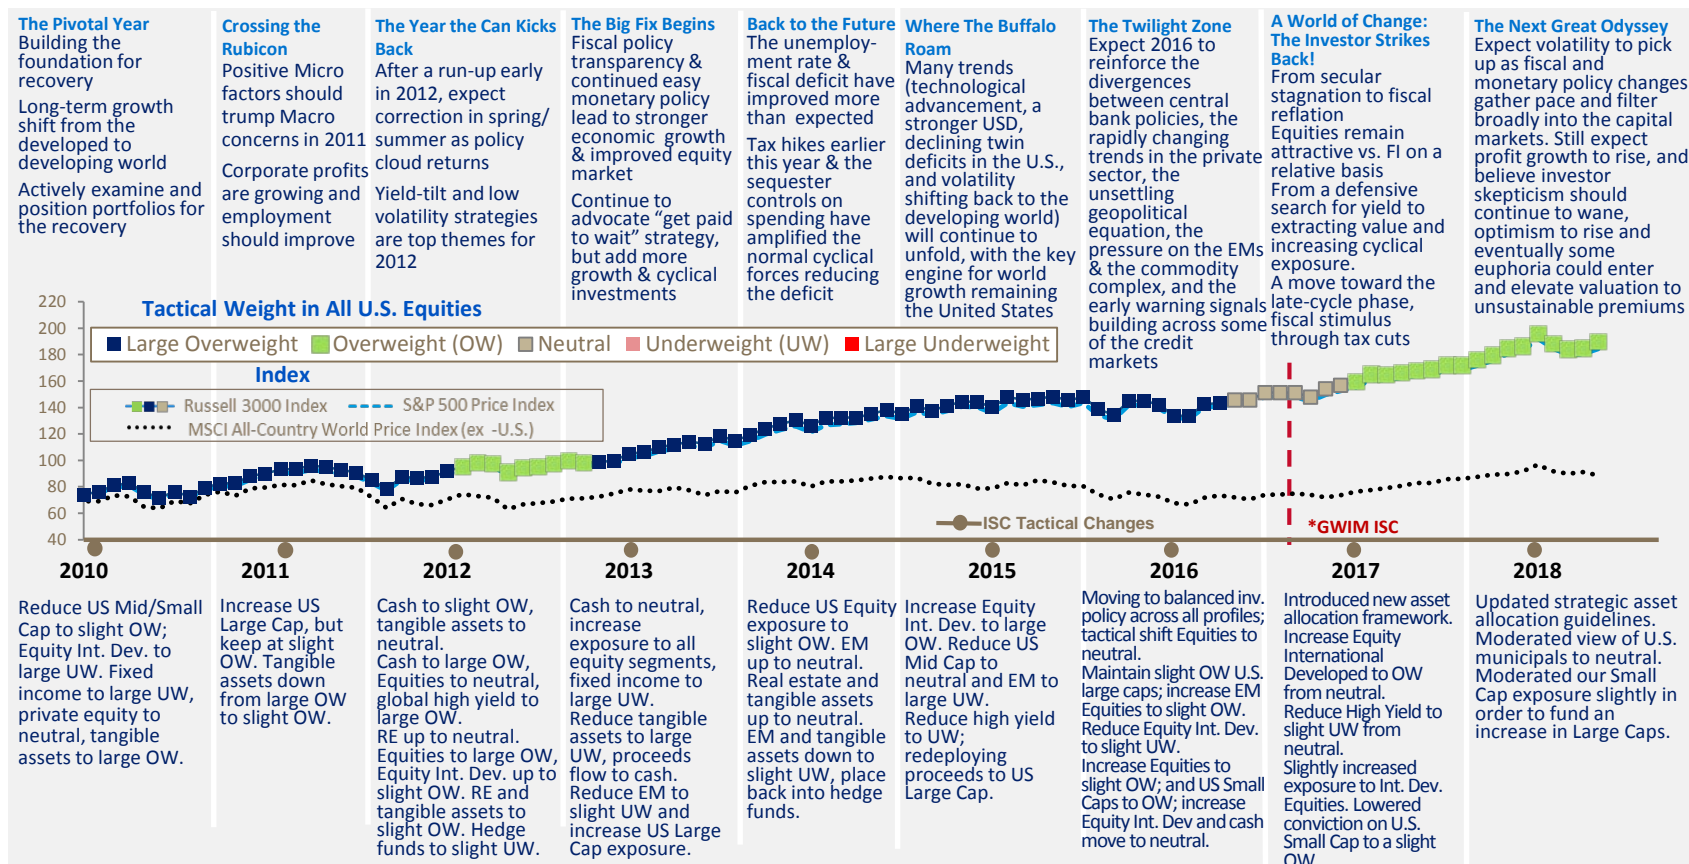 The Pivotal Year
Building the
foundation for
recovery
Long-term growth
shift from the
developed to
developing world
Actively examine and
position portfolios for
the recovery
Crossing the
Rubicon
Positive Micro
factors should
trump Macro
concerns in 2011
Corporate profits
are growing and
employment
should improve
The Year the Can Kicks
Back
After a run-up early
in 2012, expect
correction in spring/
summer as policy
cloud returns
Yield-tilt and low
volatility strategies
are top themes for
2012
The Big Fix Begins
Fiscal policy
transparency &
continued easy
monetary policy
lead to stronger
economic growth
& improved equity
market
Continue to
advocate “get paid
to wait” strategy,
but add more
growth & cyclical
investments
Back to the Future
The unemploy-
ment rate &
fiscal deficit have
improved more
than expected
Tax hikes earlier
this year & the
sequester
controls on
spending have
amplified the
normal cyclical
forces reducing
the deficit
Where The Buffalo
Roam
Many trends
(technological
advancement, a
stronger USD,
declining twin
deficits in the U.S.,
and volatility
shifting back to the
developing world)
will continue to
unfold, with the key
engine for world
growth remaining
the United States
The Twilight Zone
Expect 2016 to
reinforce the
divergences
between central
bank policies, the
rapidly changing
trends in the private
sector, the
unsettling
geopolitical
equation, the
pressure on the EMs
& the commodity
complex, and the
early warning signals
building across some
of the credit
markets
A World of Change:
The Investor Strikes
Back!
From secular
stagnation to fiscal
reflation
Equities remain
attractive vs. FI on a
relative basis
From a defensive
search for yield to
extracting value and
increasing cyclical
exposure.
A move toward the
late-cycle phase,
fiscal stimulus
through tax cuts
The Next Great Odyssey
Expect volatility to pick
up as fiscal and
monetary policy changes
gather pace and filter
broadly into the capital
markets. Still expect
profit growth to rise, and
believe investor
skepticism should
continue to wane,
optimism to rise and
eventually some
euphoria could enter
and elevate valuation to
unsustainable premiums
Tactical Weight in All U.S. Equities
Large Overweight Overweight (OW) Neutral Underweight (UW) Large Underweight
Index
Russell 3000 Index S&P 500 Price Index
MSCI All-Country World Price Index (ex -U.S.)
220
200
180
160
140
120
100
80
60
40
ISC Tactical Changes
*GWIM ISC
2010 2011 2012 2013 2014 2015 2016 2017 2018
Reduce US Mid/Small
Cap to slight OW;
Equity Int. Dev. to
large UW. Fixed
income to large UW,
private equity to
neutral, tangible
assets to large OW.
Increase US
Large Cap, but
keep at slight
OW. Tangible
assets down
from large OW
to slight OW.
Cash to slight OW,
tangible assets to
neutral.
Cash to large OW,
Equities to neutral,
global high yield to
large OW.
RE up to neutral.
Equities to large OW,
Equity Int. Dev. up to
slight OW. RE and
tangible assets to
slight OW. Hedge
funds to slight UW.
Cash to neutral,
increase
exposure to all
equity segments,
fixed income to
large UW.
Reduce tangible
assets to large
UW, proceeds
flow to cash.
Reduce EM to
slight UW and
increase US Large
Cap exposure.
Reduce US Equity
exposure to
slight OW. EM
up to neutral.
Real estate and
tangible assets
up to neutral.
EM and tangible
assets down to
slight UW, place
back into hedge
funds.
Increase Equity
Int. Dev. to large
OW. Reduce US
Mid Cap to
neutral and EM to
large UW.
Reduce high yield
to UW;
redeploying
proceeds to US
Large Cap.
Moving to balanced inv.
policy across all profiles;
tactical shift Equities to
neutral.
Maintain slight OW U.S.
large caps; increase EM
Equities to slight OW.
Reduce Equity Int. Dev.
to slight UW.
Increase Equities to
slight OW; and US Small
Caps to OW; increase
Equity Int. Dev and cash
move to neutral.
Introduced new asset
allocation framework.
Increase Equity
International
Developed to OW
from neutral.
Reduce High Yield to
slight UW from
neutral.
Slightly increased
exposure to Int. Dev.
Equities. Lowered
conviction on U.S.
Small Cap to a slight
OW
Updated strategic asset
allocation guidelines.
Moderated view of U.S.
municipals to neutral.
Moderated our Small
Cap exposure slightly in
order to fund an
increase in Large Caps.